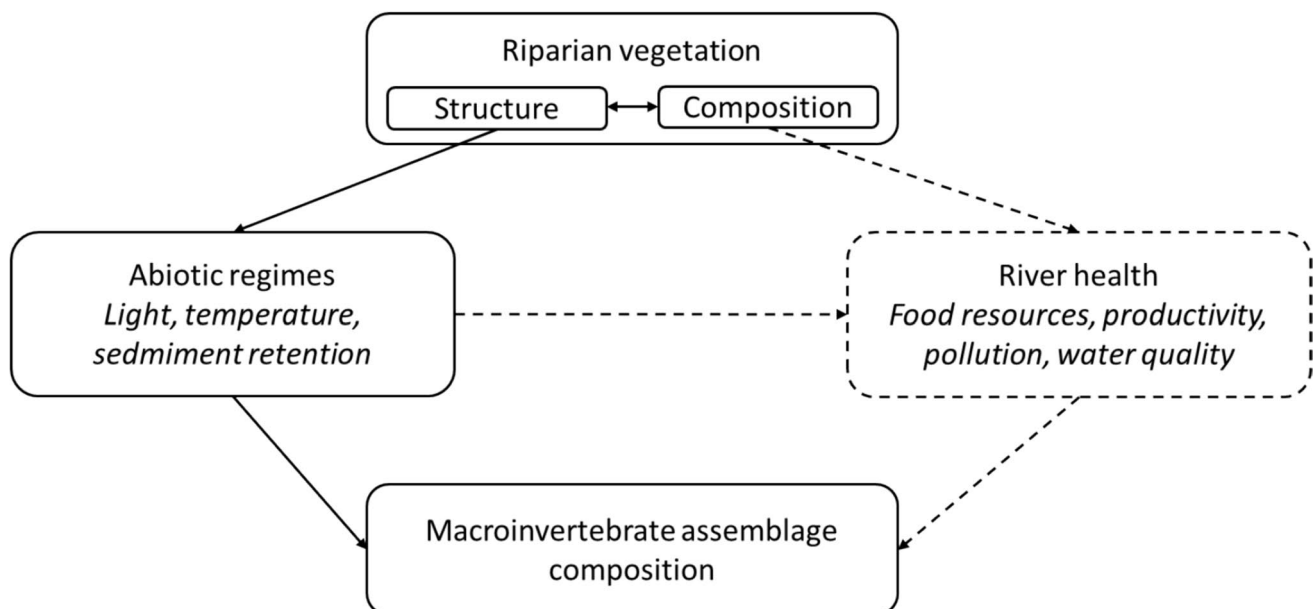 Riparian vegetation
Structure
Composition
Abiotic regimes
Light, temperature,
sedmiment retention
River health
Food resources, productivity,
pollution, water quality
Macroinvertebrate assemblage
composition